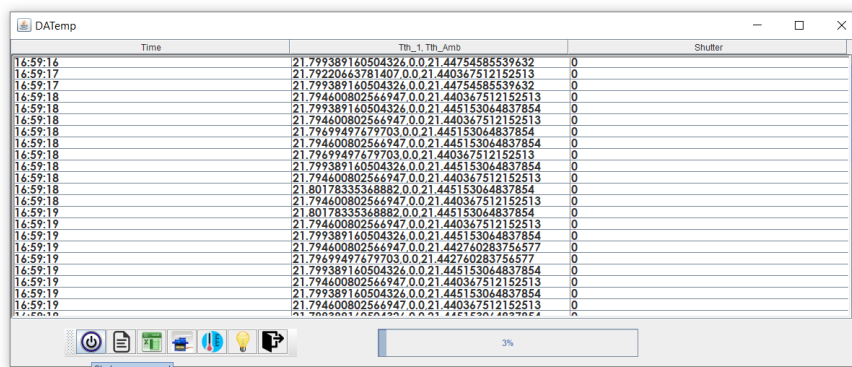 DATemp
Time Tth_1, Tth_Amb Shutter
16:59:16 21.799389160504326,0.0,21.44754585539632 0
16:59:17 21.79220663781407,0.0,21.440367512152513 0
16:59:17 21.799389160504326,0.0,21.44754585539632 0
16:59:18 21.794600802566947,0.0,21.440367512152513 0
16:59:18 21.799389160504326,0.0,21.445153064837854 0
16:59:18 21.794600802566947,0.0,21.440367512152513 0
16:59:18 21.79699497679703,0.0,21.445153064837854 0
16:59:18 21.794600802566947,0.0,21.445153064837854 0
16:59:18 21.79699497679703,0.0,21.440367512152513 0
16:59:18 21.799389160504326,0.0,21.445153064837854 0
16:59:18 21.794600802566947,0.0,21.440367512152513 0
16:59:18 21.80178335368882,0.0,21.445153064837854 0
16:59:18 21.794600802566947,0.0,21.440367512152513 0
16:59:19 21.80178335368882,0.0,21.445153064837854 0
16:59:19 21.794600802566947,0.0,21.440367512152513 0
16:59:19 21.799389160504326,0.0,21.445153064837854 0
16:59:19 21.794600802566947,0.0,21.442760283756577 0
16:59:19 21.79699497679703,0.0,21.442760283756577 0
16:59:19 21.799389160504326,0.0,21.445153064837854 0
16:59:19 21.794600802566947,0.0,21.440367512152513 0
16:59:19 21.799389160504326,0.0,21.445153064837854 0
16:59:19 21.794600802566947,0.0,21.440367512152513 0
3%